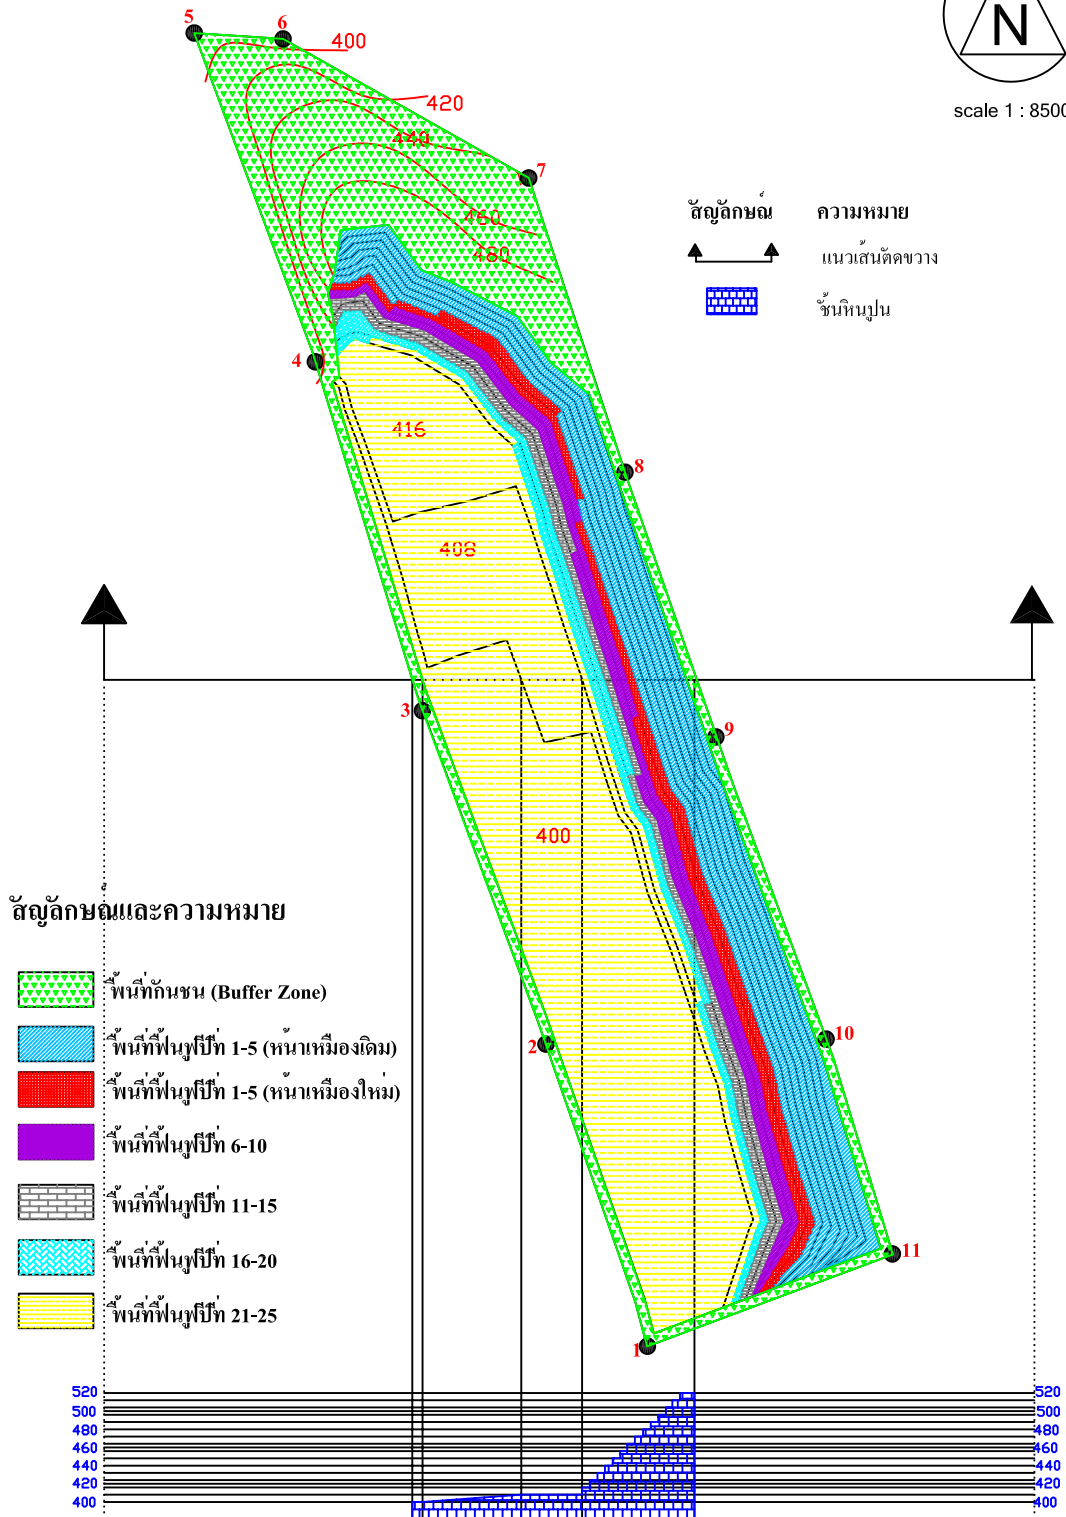 N
scale 1 : 8500
5
6
400
420
440
7
460
480
สัญลักษณ์ ความหมาย
แนวเส้นตัดขวาง
ชั้นหินปูน
4
416
8
408
3
9
400
สัญลักษณ์และความหมาย
พื้นที่กันชน (Buffer Zone)
พื้นที่ฟื้นฟูปีที่ 1-5 (หน้าเหมืองเดิม)
พื้นที่ฟื้นฟูปีที่ 1-5 (หน้าเหมืองใหม่)
พื้นที่ฟื้นฟูปีที่ 6-10
พื้นที่ฟื้นฟูปีที่ 11-15
พื้นที่ฟื้นฟูปีที่ 16-20
พื้นที่ฟื้นฟูปีที่ 21-25
2
10
11
1
520 520
500 500
480 480
460 460
440 440
420 420
400 400